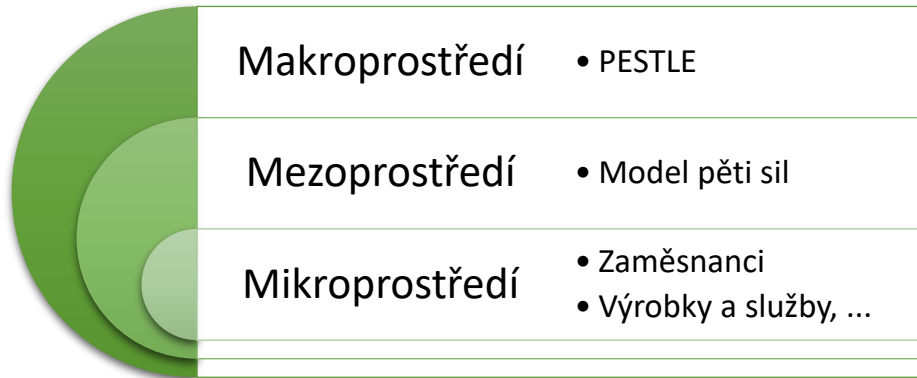 Makroprostředí
• PESTLE
Mezoprostředí
• Model pěti sil
Mikroprostředí
• Zaměsnanci
• Výrobky a služby, ...